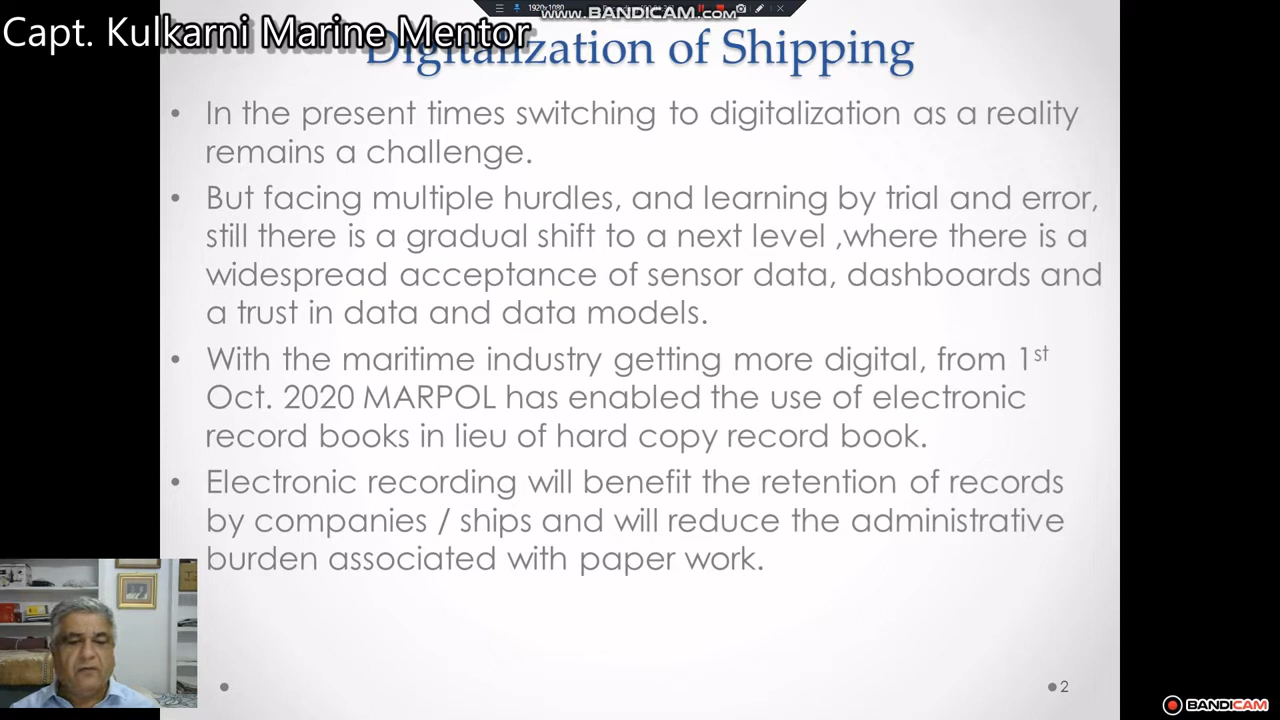 1920x1080
www.BANDICAM.com
Capt. Kulkarni Marine Mentor
Digitalization of Shipping
• In the present times switching to digitalization as a reality
remains a challenge.
• But facing multiple hurdles, and learning by trial and error,
still there is a gradual shift to a next level ,where there is a
widespread acceptance of sensor data, dashboards and
a trust in data and data models.
• With the maritime industry getting more digital, from 1st
Oct. 2020 MARPOL has enabled the use of electronic
record books in lieu of hard copy record book.
• Electronic recording will benefit the retention of records
by companies / ships and will reduce the administrative
burden associated with paper work.
2
BANDICAM